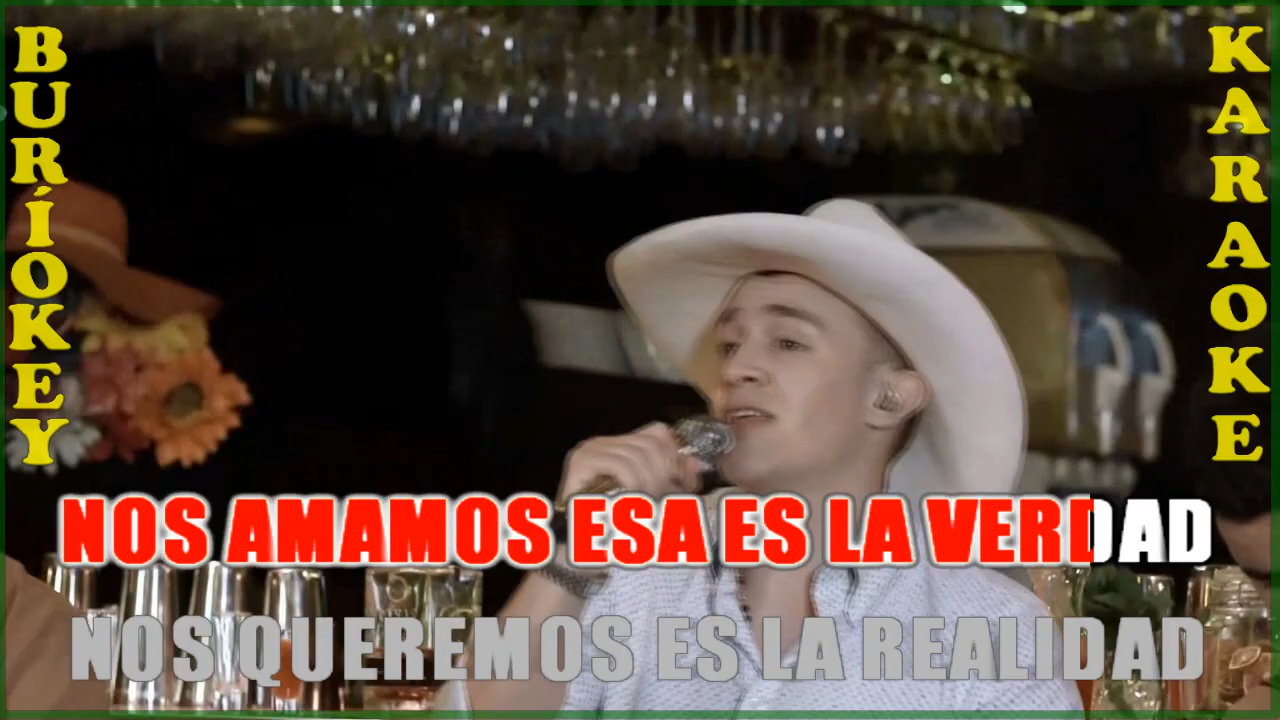 BURÍOKEY
KARAOKE
NOS AMAMOS ESA ES LA VERDAD
NOS QUEREMOS ES LA REALIDAD